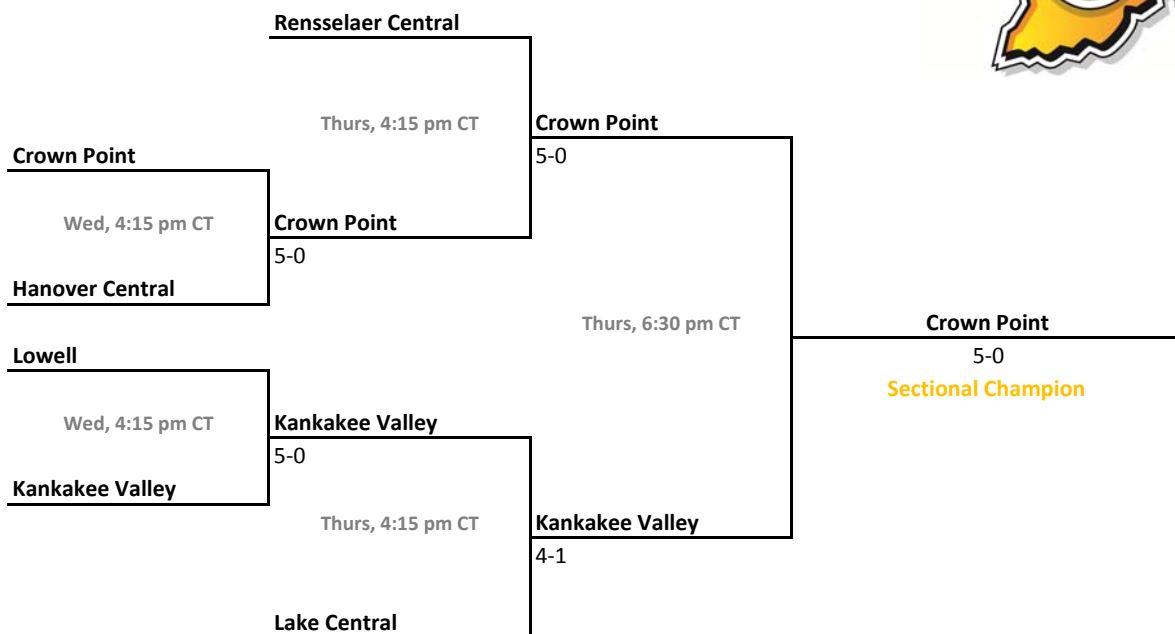 Rensselaer Central
Thurs, 4:15 pm CT
Crown Point
5-0
Crown Point
Wed, 4:15 pm CT
Crown Point
5-0
Hanover Central
Thurs, 6:30 pm CT
Crown Point
5-0
Sectional Champion
Lowell
Wed, 4:15 pm CT
Kankakee Valley
5-0
Kankakee Valley
Thurs, 4:15 pm CT
Kankakee Valley
4-1
Lake Central